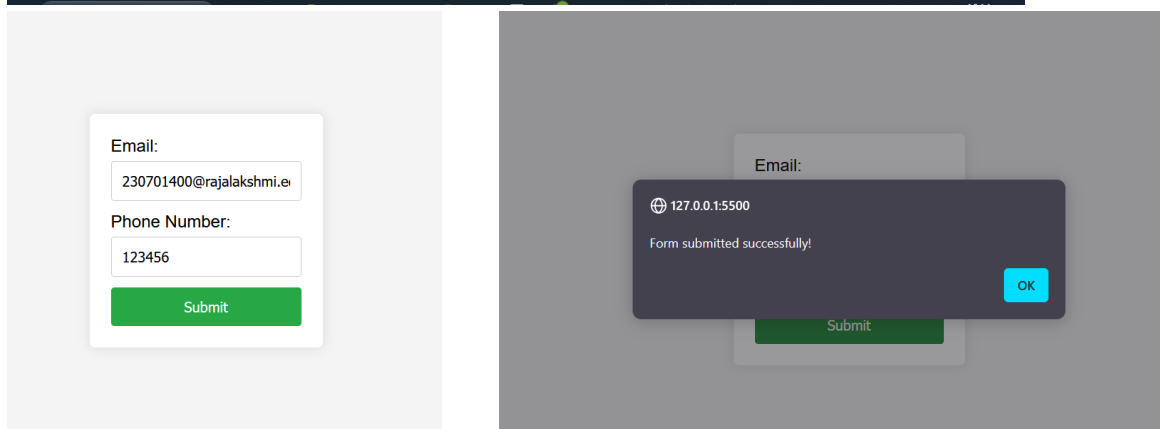 Email:
230701400@rajalakshmi.e
Phone Number:
123456
Submit
Email:
127.0.0.1:5500
Form submitted successfully!
OK
Submit